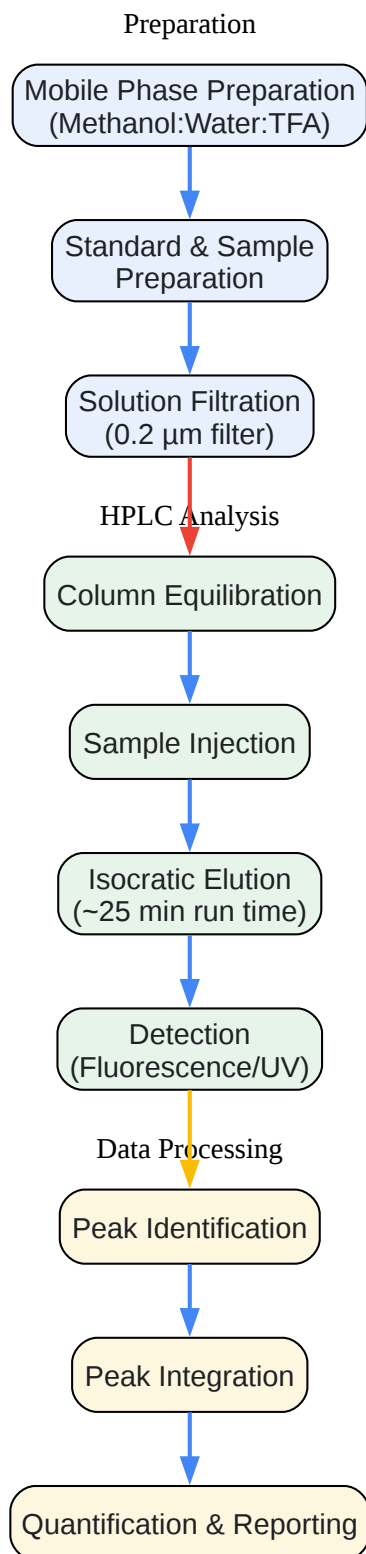 Preparation
Mobile Phase Preparation
(Methanol:Water:TFA)
Standard & Sample
Preparation
Solution Filtration
(0.2 µm filter)
HPLC Analysis
Column Equilibration
Sample Injection
Isocratic Elution
(~25 min run time)
Detection
(Fluorescence/UV)
Data Processing
Peak Identification
Peak Integration
Quantification & Reporting